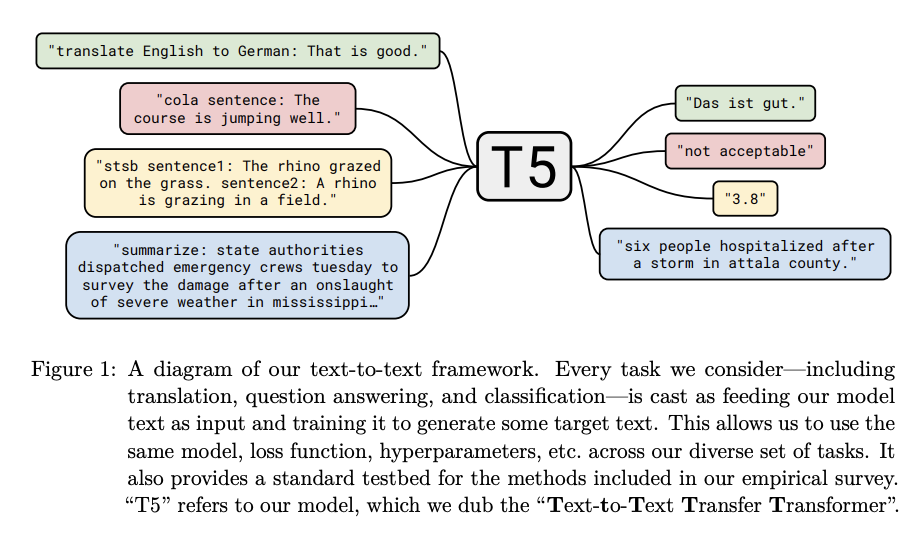 "translate English to German: That is good."
"cola sentence: The
course is jumping well."
"stsb sentence1: The rhino grazed
on the grass. sentence2: A rhino
is grazing in a field."
"summarize: state authorities
dispatched emergency crews tuesday to
survey the damage after an onslaught
of severe weather in mississippi…"
T5
"Das ist gut."
"not acceptable"
"3.8"
"six people hospitalized after
a storm in attala county."
Figure 1: A diagram of our text-to-text framework. Every task we consider—including
translation, question answering, and classification—is cast as feeding our model
text as input and training it to generate some target text. This allows us to use the
same model, loss function, hyperparameters, etc. across our diverse set of tasks. It
also provides a standard testbed for the methods included in our empirical survey.
“T5” refers to our model, which we dub the “Text-to-Text Transfer Transformer”.